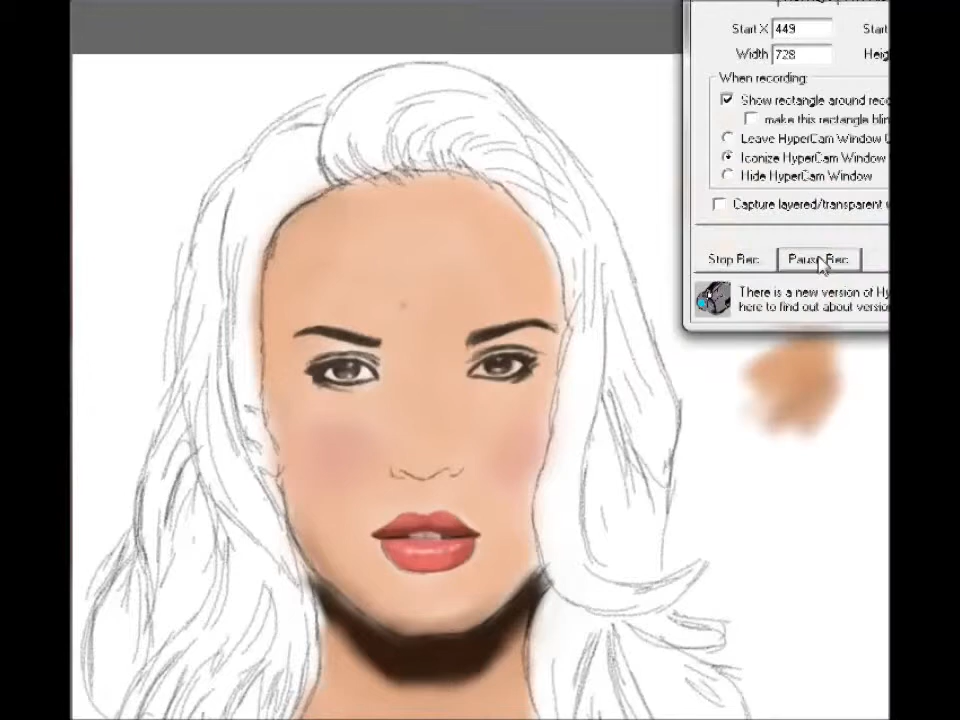 Start X 449 Star
Width 728 Heig
When recording:
Show rectangle around reco
make this rectangle blin
Leave HyperCam Window
Iconize HyperCam Window
Hide HyperCam Window
Capture layered/transparent
Stop Rec. Pause Rec.
There is a new version of Hy
here to find out about versio